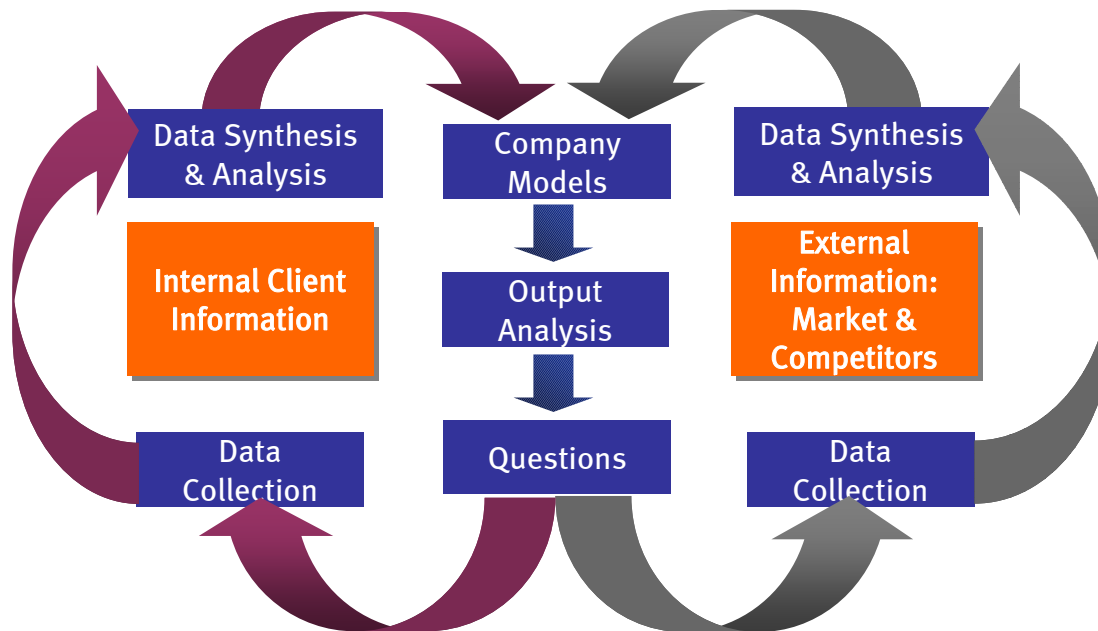 Data Synthesis
& Analysis
Company
Models
Data Synthesis
& Analysis
Internal Client
Information
Output
Analysis
External
Information:
Market &
Competitors
Data
Collection
Questions
Data
Collection